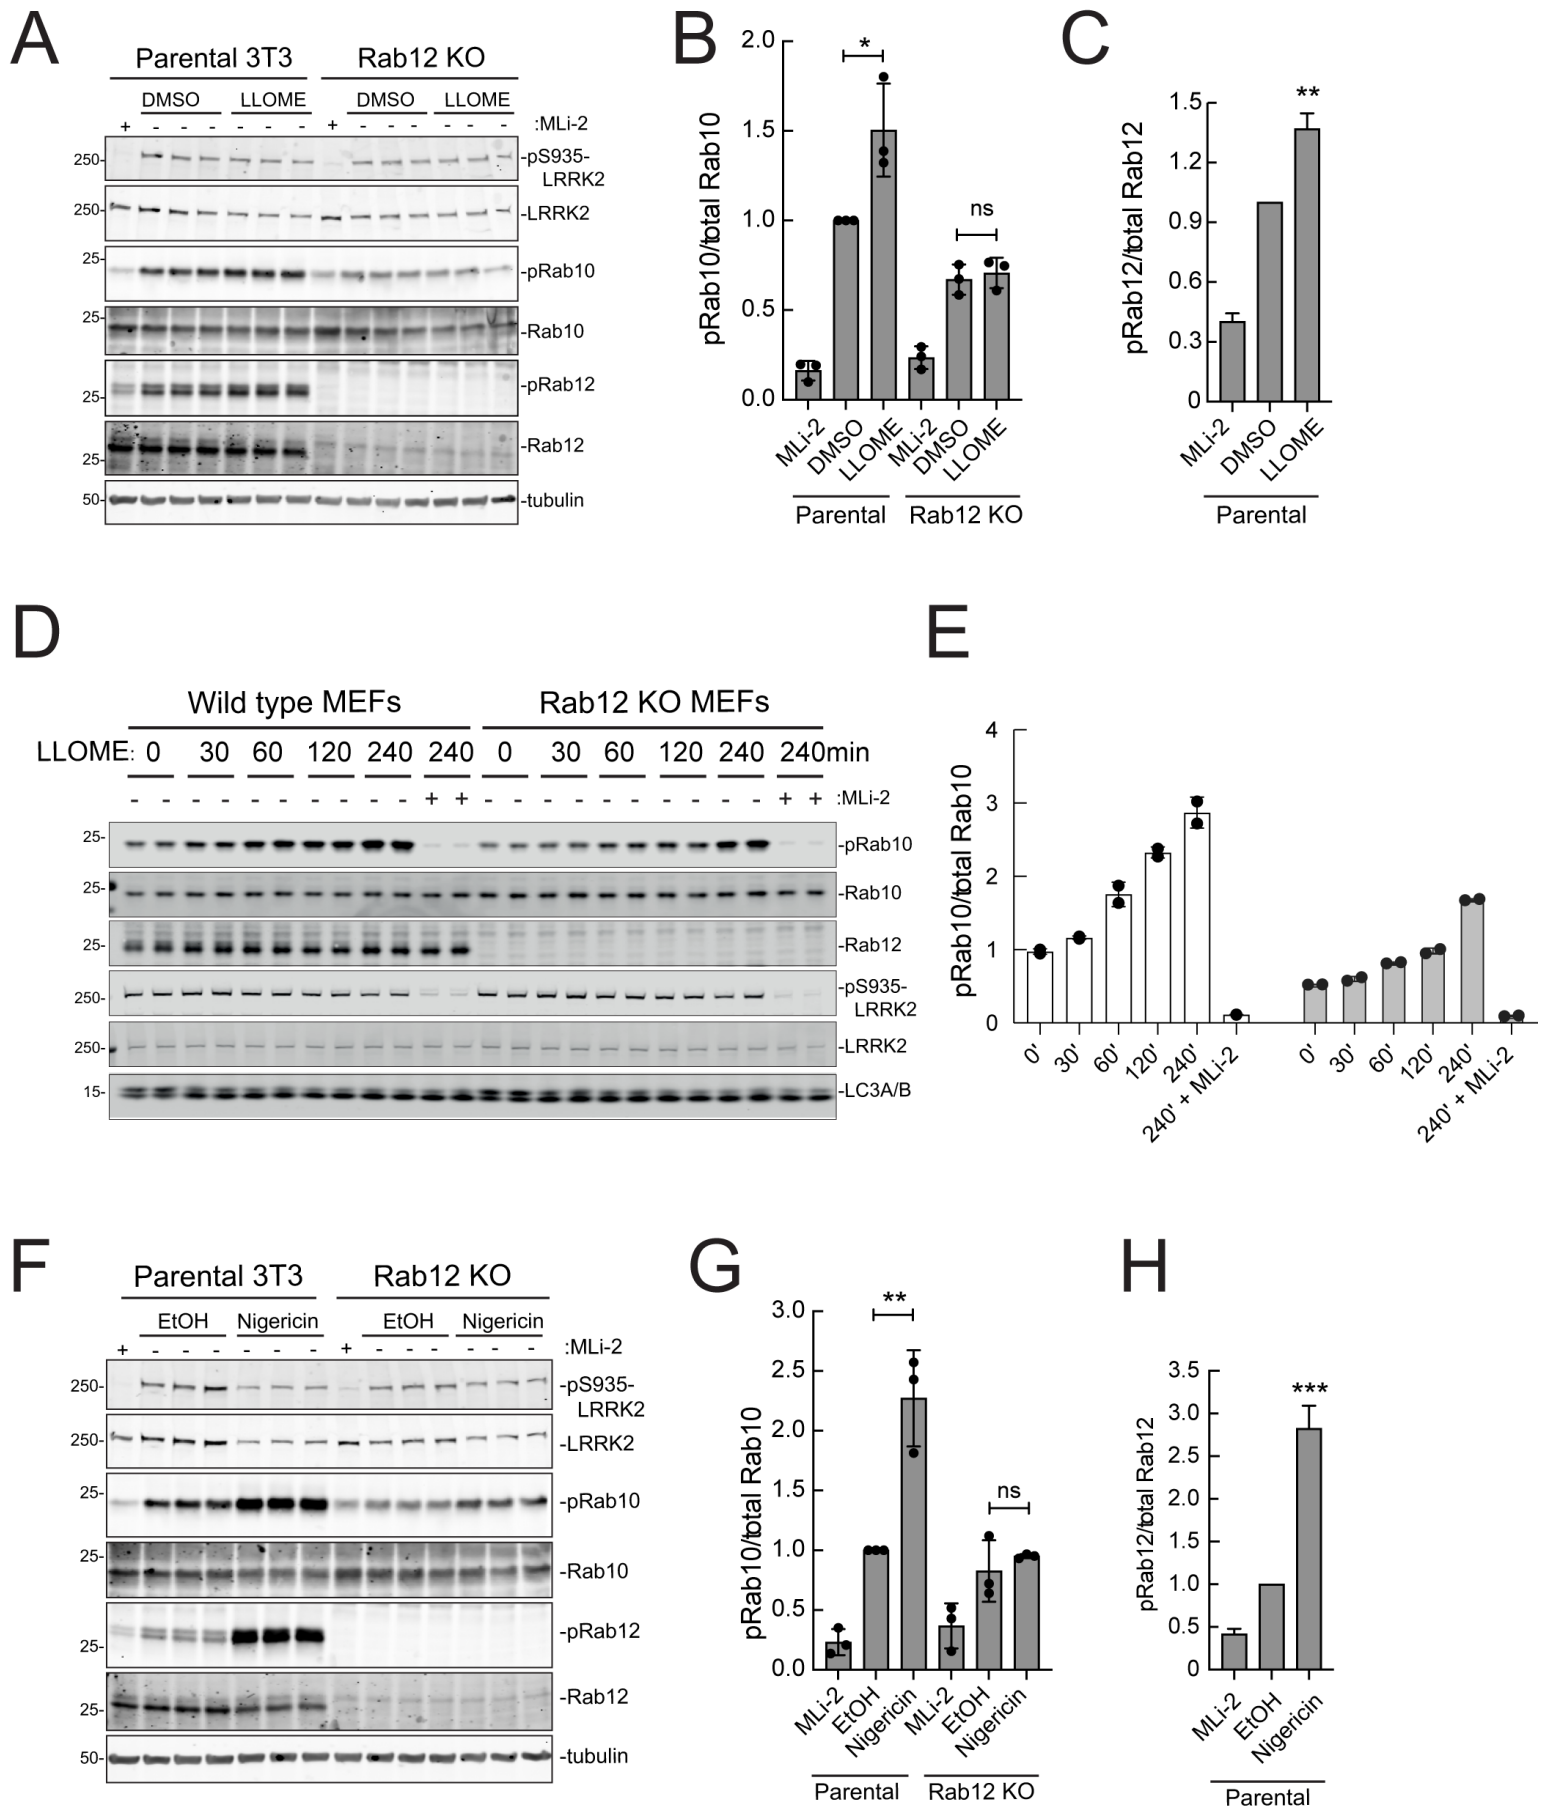 A
Parental 3T3 Rab12 KO
DMSO LLOME DMSO LLOME
+ - - - - - - + - - - - - - :MLi-2
250- -pS935-
LRRK2
250- -LRRK2
25- -pRab10
25- -Rab10
25- -pRab12
25- -Rab12
50- -tubulin
B
pRab10/total Rab10
2.0
1.5
1.0
0.5
0.0
*
ns
MLi-2 DMSO LLOME MLi-2 DMSO LLOME
Parental Rab12 KO
C
pRab12/total Rab12
1.5
1.2
0.9
0.6
0.3
0
**
MLi-2 DMSO LLOME
Parental
D
Wild type MEFs Rab12 KO MEFs
LLOME: 0 30 60 120 240 240 0 30 60 120 240 240min
- - - - - - - - - - + + - - - - - - - - - - + + :MLi-2
25- -pRab10
25- -Rab10
25- -Rab12
250- -pS935-
LRRK2
250- -LRRK2
15- -LC3A/B
E
pRab10/total Rab10
4
3
2
1
0
0' 30' 60' 120' 240' 240' + MLi-2 0' 30' 60' 120' 240' 240' + MLi-2
F
Parental 3T3 Rab12 KO
EtOH Nigericin EtOH Nigericin
+ - - - - - - + - - - - - - :MLi-2
250- -pS935-
LRRK2
250- -LRRK2
25- -pRab10
25- -Rab10
25- -pRab12
25- -Rab12
50- -tubulin
G
pRab10/total Rab10
3.0
2.5
2.0
1.5
1.0
0.5
0.0
**
ns
MLi-2 EtOH Nigericin MLi-2 EtOH Nigericin
Parental Rab12 KO
H
pRab12/total Rab12
3.5
3.0
2.5
2.0
1.5
1.0
0.5
0
***
MLi-2 EtOH Nigericin
Parental